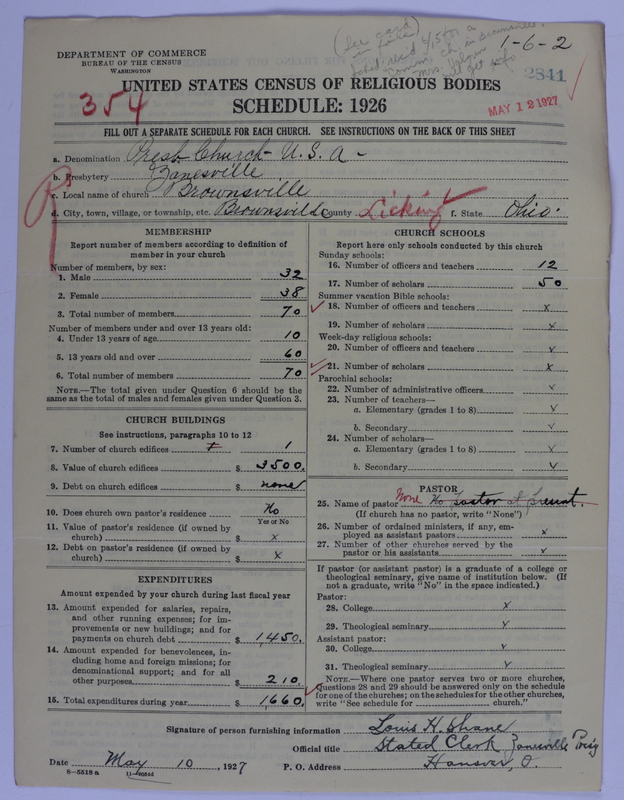 DEPARTMENT OF COMMERCE
BUREAU OF THE CENSUS
WASHINGTON
(See card in file)
1-6-2
2841
UNITED STATES CENSUS OF RELIGIOUS BODIES
354
SCHEDULE: 1926
MAY 12 1927
FILL OUT A SEPARATE SCHEDULE FOR EACH CHURCH. SEE INSTRUCTIONS ON THE BACK OF THIS SHEET
a. Denomination Presb Church - U.S.A -
b. Presbytery Zanesville
c. Local name of church Brownsville
d. City, town, village, or township, etc. Brownsville County Licking f. State Ohio.
MEMBERSHIP
Report number of members according to definition of
member in your church
Number of members, by sex:
1. Male 32
2. Female 38
3. Total number of members 70
Number of members under and over 13 years old:
4. Under 13 years of age 10
5. 13 years old and over 60
6. Total number of members 70
NOTE.—The total given under Question 6 should be the
same as the total of males and females given under Question 3.
CHURCH BUILDINGS
See instructions, paragraphs 10 to 12
7. Number of church edifices 1
8. Value of church edifices $ 3500.
9. Debt on church edifices $ none
10. Does church own pastor's residence No
Yes or No
11. Value of pastor's residence (if owned by
church) $ x
12. Debt on pastor's residence (if owned by
church) $ x
EXPENDITURES
Amount expended by your church during last fiscal year
13. Amount expended for salaries, repairs,
and other running expenses; for im-
provements or new buildings; and for
payments on church debt $ 1,450.
14. Amount expended for benevolences, in-
cluding home and foreign missions; for
denominational support; and for all
other purposes $ 210.
15. Total expenditures during year $ 1,660.
CHURCH SCHOOLS
Report here only schools conducted by this church
Sunday schools:
16. Number of officers and teachers 12
17. Number of scholars 50
Summer vacation Bible schools:
18. Number of officers and teachers x
19. Number of scholars x
Week-day religious schools:
20. Number of officers and teachers x
21. Number of scholars x
Parochial schools:
22. Number of administrative officers x
23. Number of teachers—
a. Elementary (grades 1 to 8) x
b. Secondary x
24. Number of scholars—
a. Elementary (grades 1 to 8) x
b. Secondary x
PASTOR
25. Name of pastor None No Pastor at Present.
(If church has no pastor, write "None")
26. Number of ordained ministers, if any, em-
ployed as assistant pastors x
27. Number of other churches served by the
pastor or his assistants x
If pastor (or assistant pastor) is a graduate of a college or
theological seminary, give name of institution below. (If
not a graduate, write "No" in the space indicated.)
Pastor:
28. College x
29. Theological seminary x
Assistant pastor:
30. College x
31. Theological seminary x
NOTE.—Where one pastor serves two or more churches,
Questions 28 and 29 should be answered only on the schedule
for one of the churches; on the schedules for the other churches,
write "See schedule for church."
Signature of person furnishing information Louis H. Shane
Official title Stated Clerk Zanesville Presby
Date May 10, 1927 P. O. Address Hanover, O.
8-5518 a